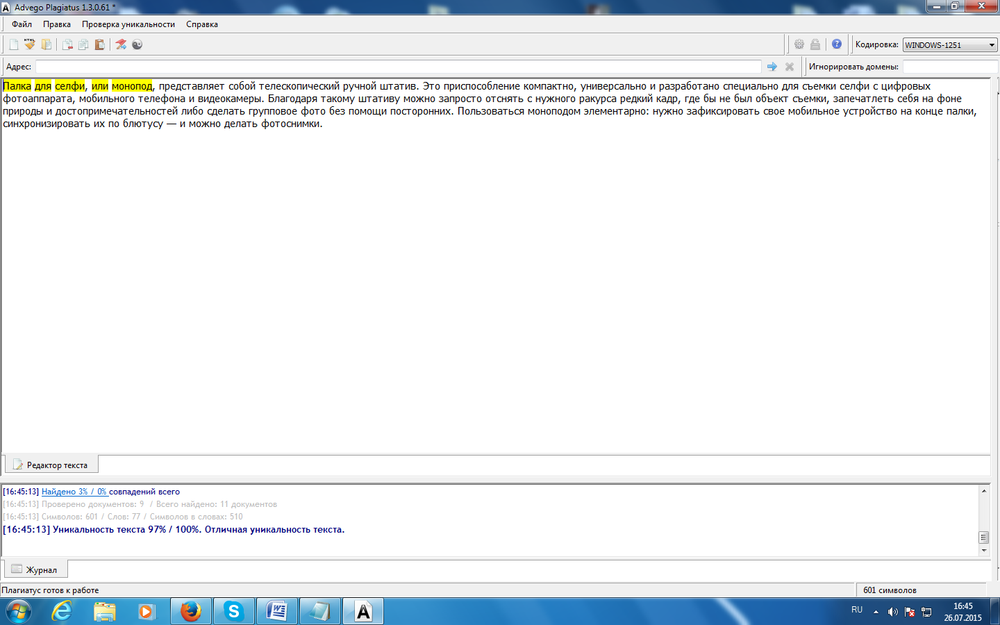 Advego Plagiatus 1.3.0.61 *
Файл Правка Проверка уникальности Справка
HTML
Кодировка: WINDOWS-1251
Адрес: Игнорировать домены:
Палка для селфи, или монопод, представляет собой телескопический ручной штатив. Это приспособление компактно, универсально и разработано специально для съемки селфи с цифровых
фотоаппарата, мобильного телефона и видеокамеры. Благодаря такому штативу можно запросто отснять с нужного ракурса редкий кадр, где бы не был объект съемки, запечатлеть себя на фоне
природы и достопримечательностей либо сделать групповое фото без помощи посторонних. Пользоваться моноподом элементарно: нужно зафиксировать свое мобильное устройство на конце палки,
синхронизировать их по блютусу — и можно делать фотоснимки.
Редактор текста
[16:45:13] Найдено 3% / 0% совпадений всего
[16:45:13] Проверено документов: 9 / Всего найдено: 11 документов
[16:45:13] Символов: 601 / Слов: 77 / Символов в словах: 510
[16:45:13] Уникальность текста 97% / 100%. Отличная уникальность текста.
Журнал
Плагиатус готов к работе
601 символов
RU
16:45
26.07.2015